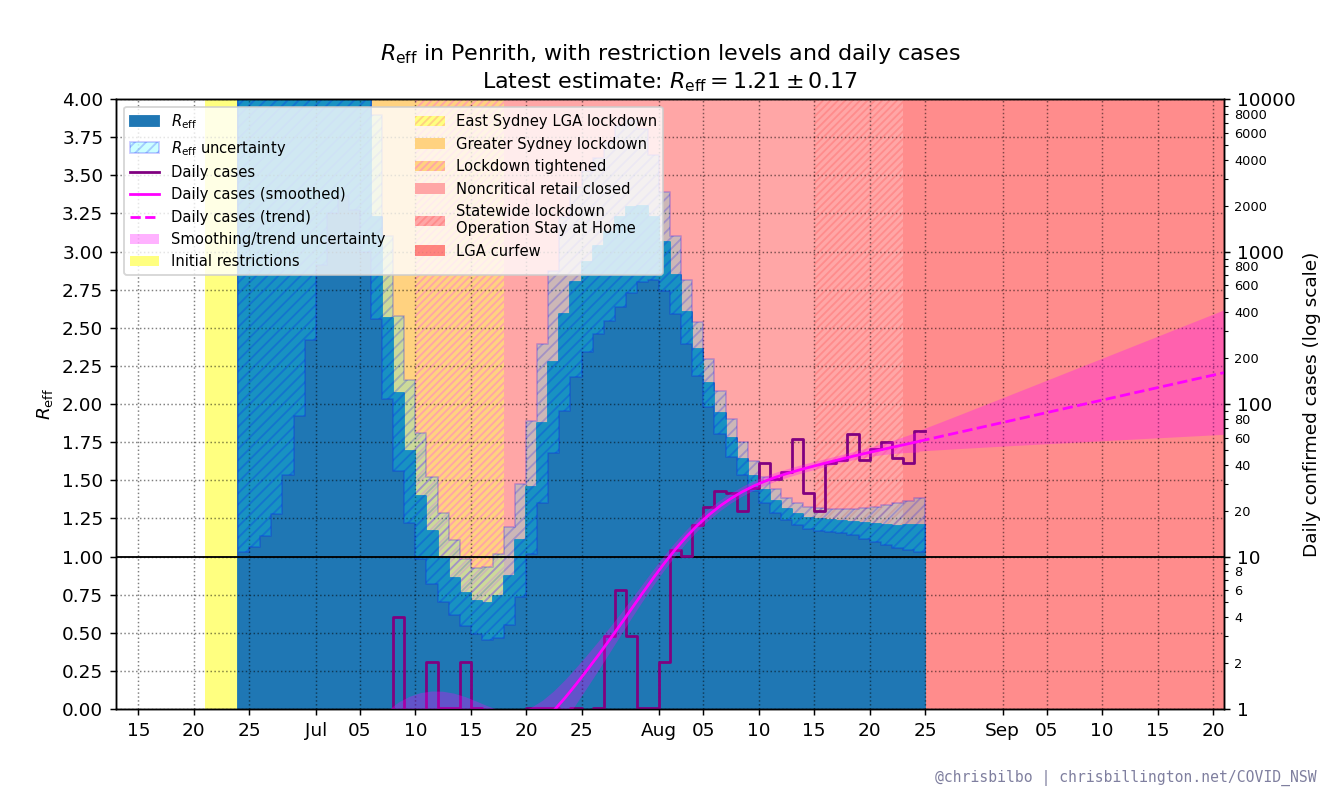 Reff in Penrith, with restriction levels and daily cases
Latest estimate: Reff = 1.21 ± 0.17
Reff
4.00
3.75
3.50
3.25
3.00
2.75
2.50
2.25
2.00
1.75
1.50
1.25
1.00
0.75
0.50
0.25
0.00
Reff
Reff uncertainty
Daily cases
Daily cases (smoothed)
Daily cases (trend)
Smoothing/trend uncertainty
Initial restrictions
East Sydney LGA lockdown
Greater Sydney lockdown
Lockdown tightened
Noncritical retail closed
Statewide lockdown
Operation Stay at Home
LGA curfew
10000
8000
6000
4000
2000
1000
800
600
400
200
100
80
60
40
20
10
8
6
4
2
1
Daily confirmed cases (log scale)
15 20 25 Jul 05 10 15 20 25 Aug 05 10 15 20 25 Sep 05 10 15 20
@chrisbilbo | chrisbillington.net/COVID_NSW